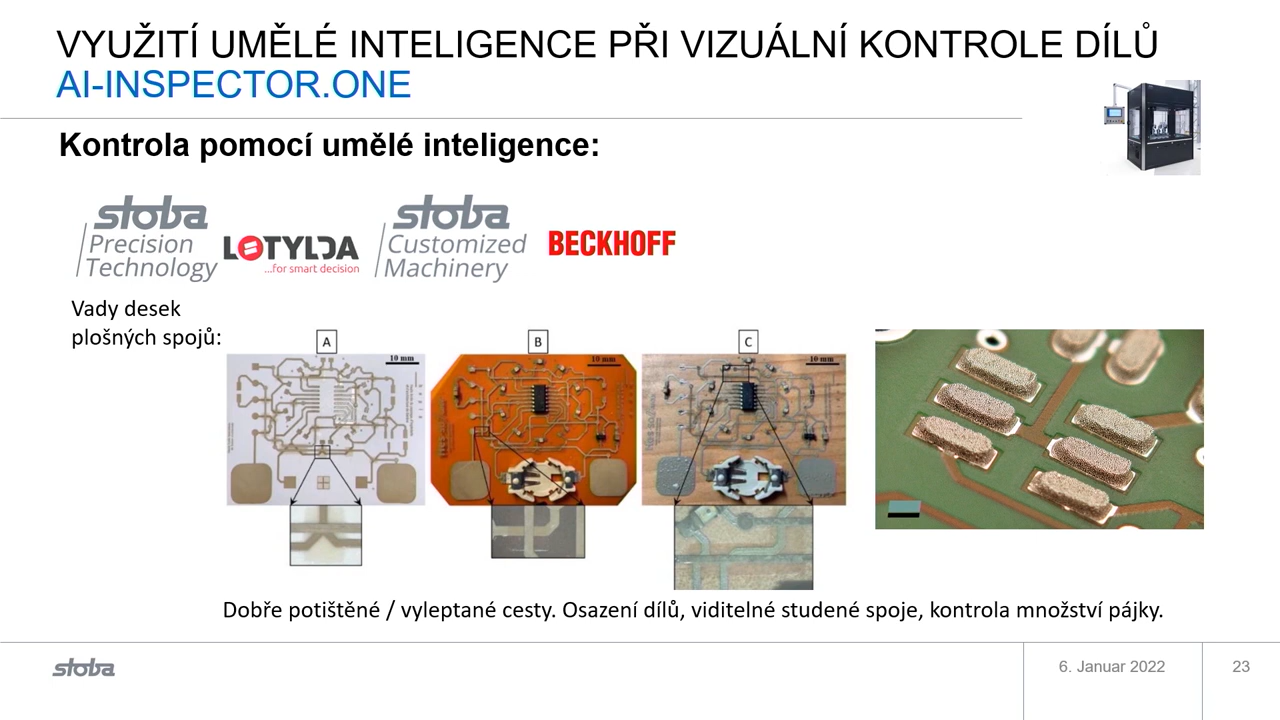 VYUŽITÍ UMĚLÉ INTELIGENCE PŘI VIZUÁLNÍ KONTROLE DÍLŮ
AI-INSPECTOR.ONE
Kontrola pomocí umělé inteligence:
stoba
Precision
Technology
LOTYLDA
...for smart decision
stoba
Customized
Machinery
BECKHOFF
Vady desek
plošných spojů:
A
B
C
10 mm
10 mm
10 mm
Dobře potištěné / vyleptané cesty. Osazení dílů, viditelné studené spoje, kontrola množství pájky.
stoba
6. Januar 2022
23